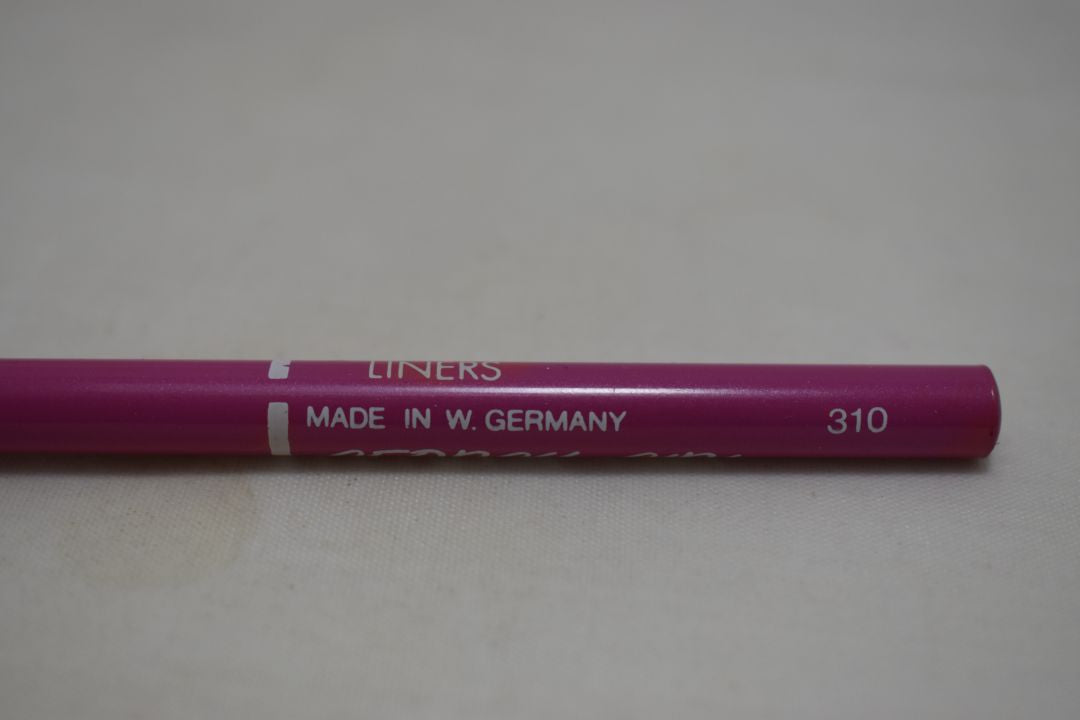 LINERS
MADE IN W. GERMANY 310